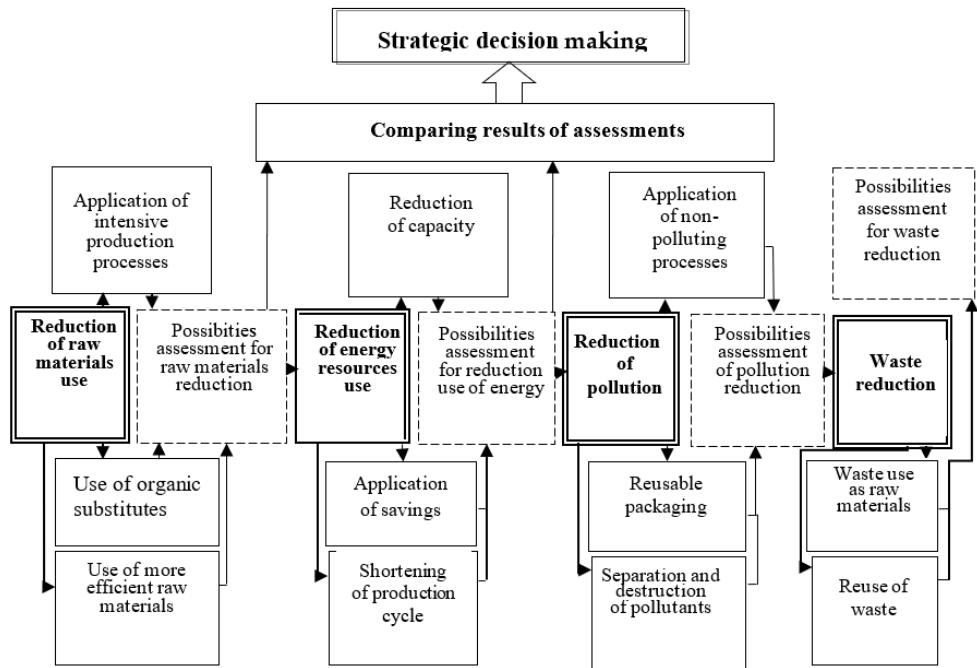 Strategic decision making
Comparing results of assessments
Application of
intensive
production
processes
Reduction
of capacity
Application
of non-
polluting
processes
Possibilities
assessment
for waste
reduction
Reduction
of raw
materials
use
Possibities
assessment for
raw materials
reduction
Reduction
of energy
resources
use
Possibilities
assessment
for reduction
use of energy
Reduction
of
pollution
Possibilities
assessment
of pollution
reduction
Waste
reduction
Use of organic
substitutes
Application
of savings
Reusable
packaging
Waste use
as raw
materials
Use of more
efficient raw
materials
Shortening
of production
cycle
Separation and
destruction
of pollutants
Reuse of
waste